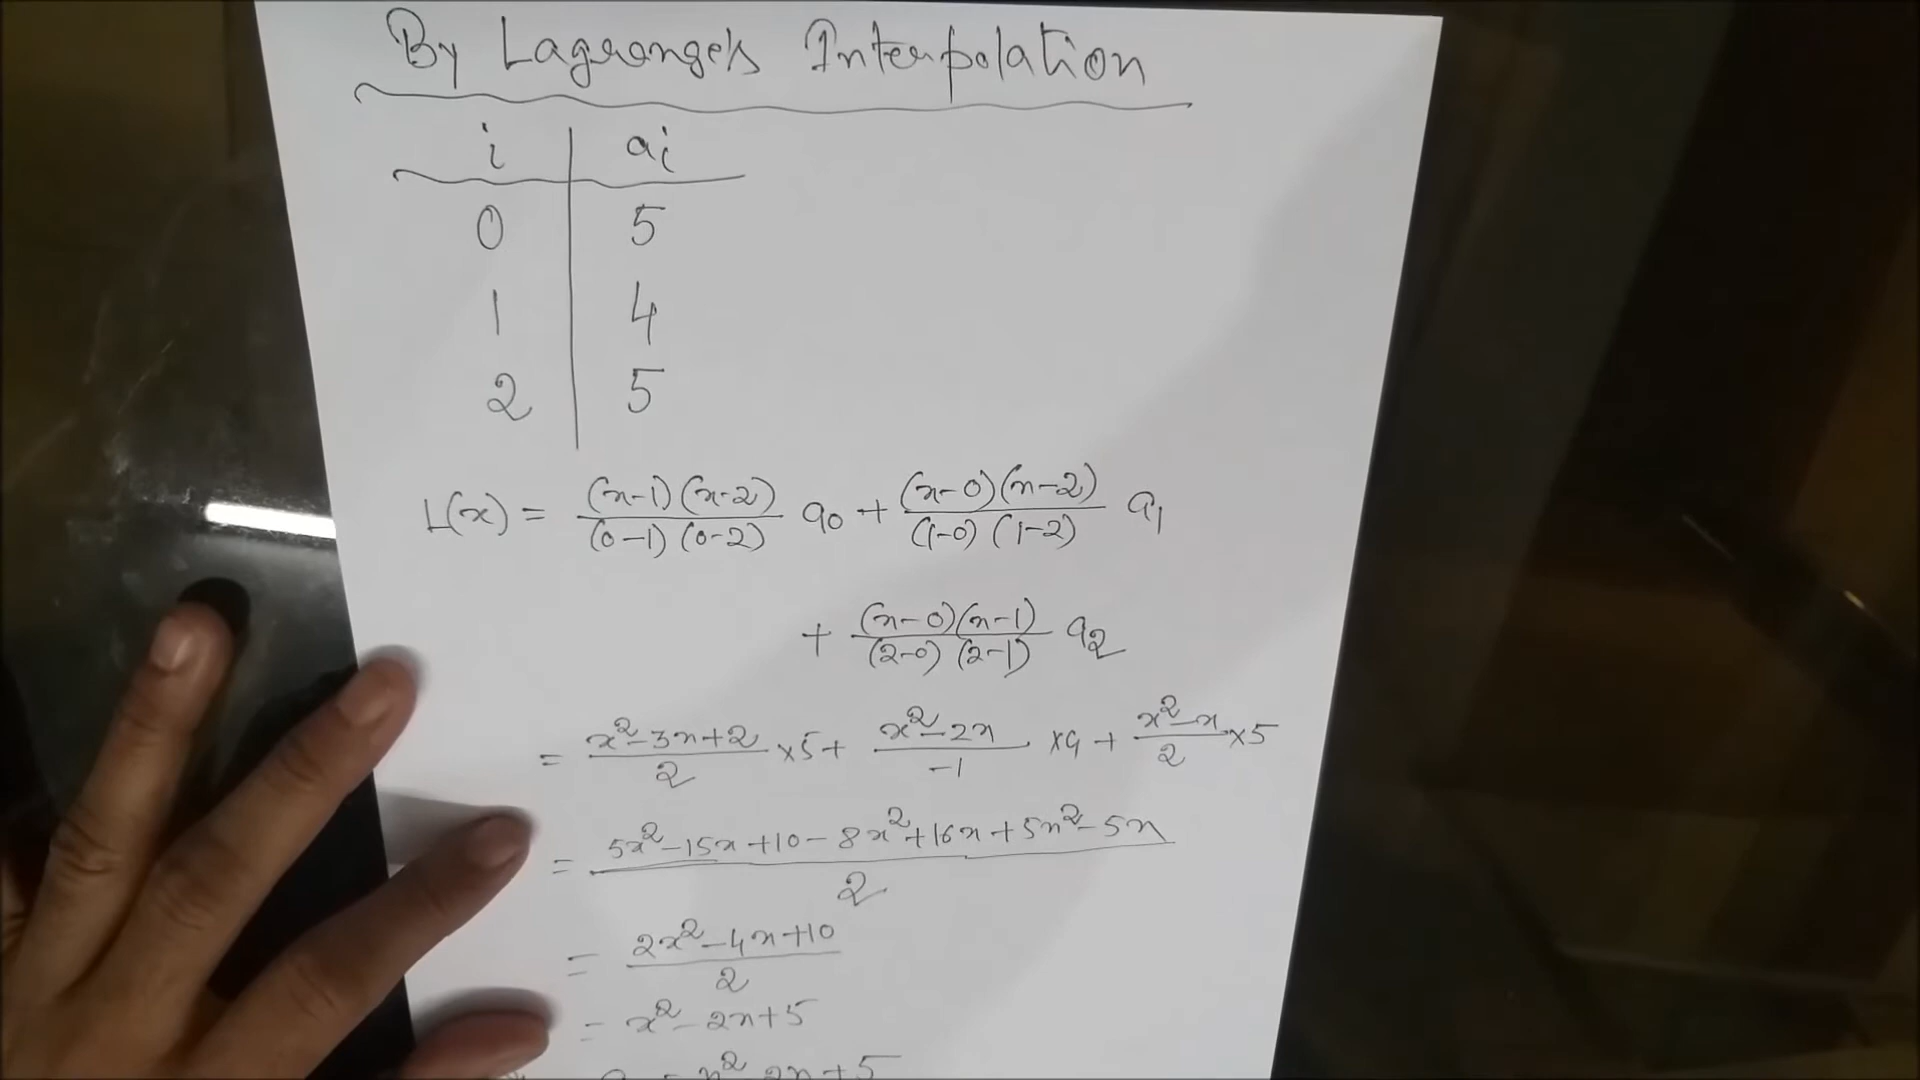 By Lagrange's Interpolation
i ai
0 5
1 4
2 5
L(x) = (x-1)(x-2)/(0-1)(0-2) a0 + (x-0)(x-2)/(1-0)(1-2) a1
+ (x-0)(x-1)/(2-0)(2-1) a2
= x²-3x+2/2 ×5+ x²-2x/-1 ×4 + x²-x/2 ×5
= 5x²-15x+10-8x²+16x+5x²-5x/2
= 2x²-4x+10/2
= x²-2x+5